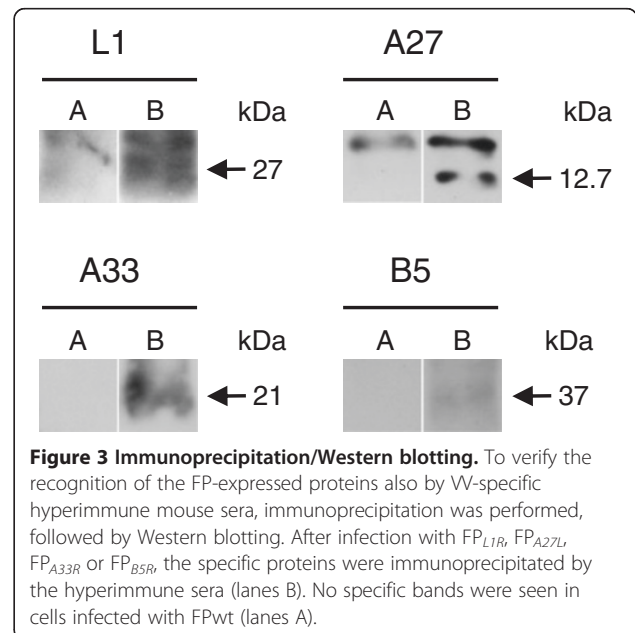 L1 A27
A B kDa A B kDa
27 12.7
A33 B5
A B kDa A B kDa
21 37
Figure 3 Immunoprecipitation/Western blotting. To verify the
recognition of the FP-expressed proteins also by VV-specific
hyperimmune mouse sera, immunoprecipitation was performed,
followed by Western blotting. After infection with FPL1R, FPA27L,
FPA33R or FPB5R, the specific proteins were immunoprecipitated by
the hyperimmune sera (lanes B). No specific bands were seen in
cells infected with FPwt (lanes A).